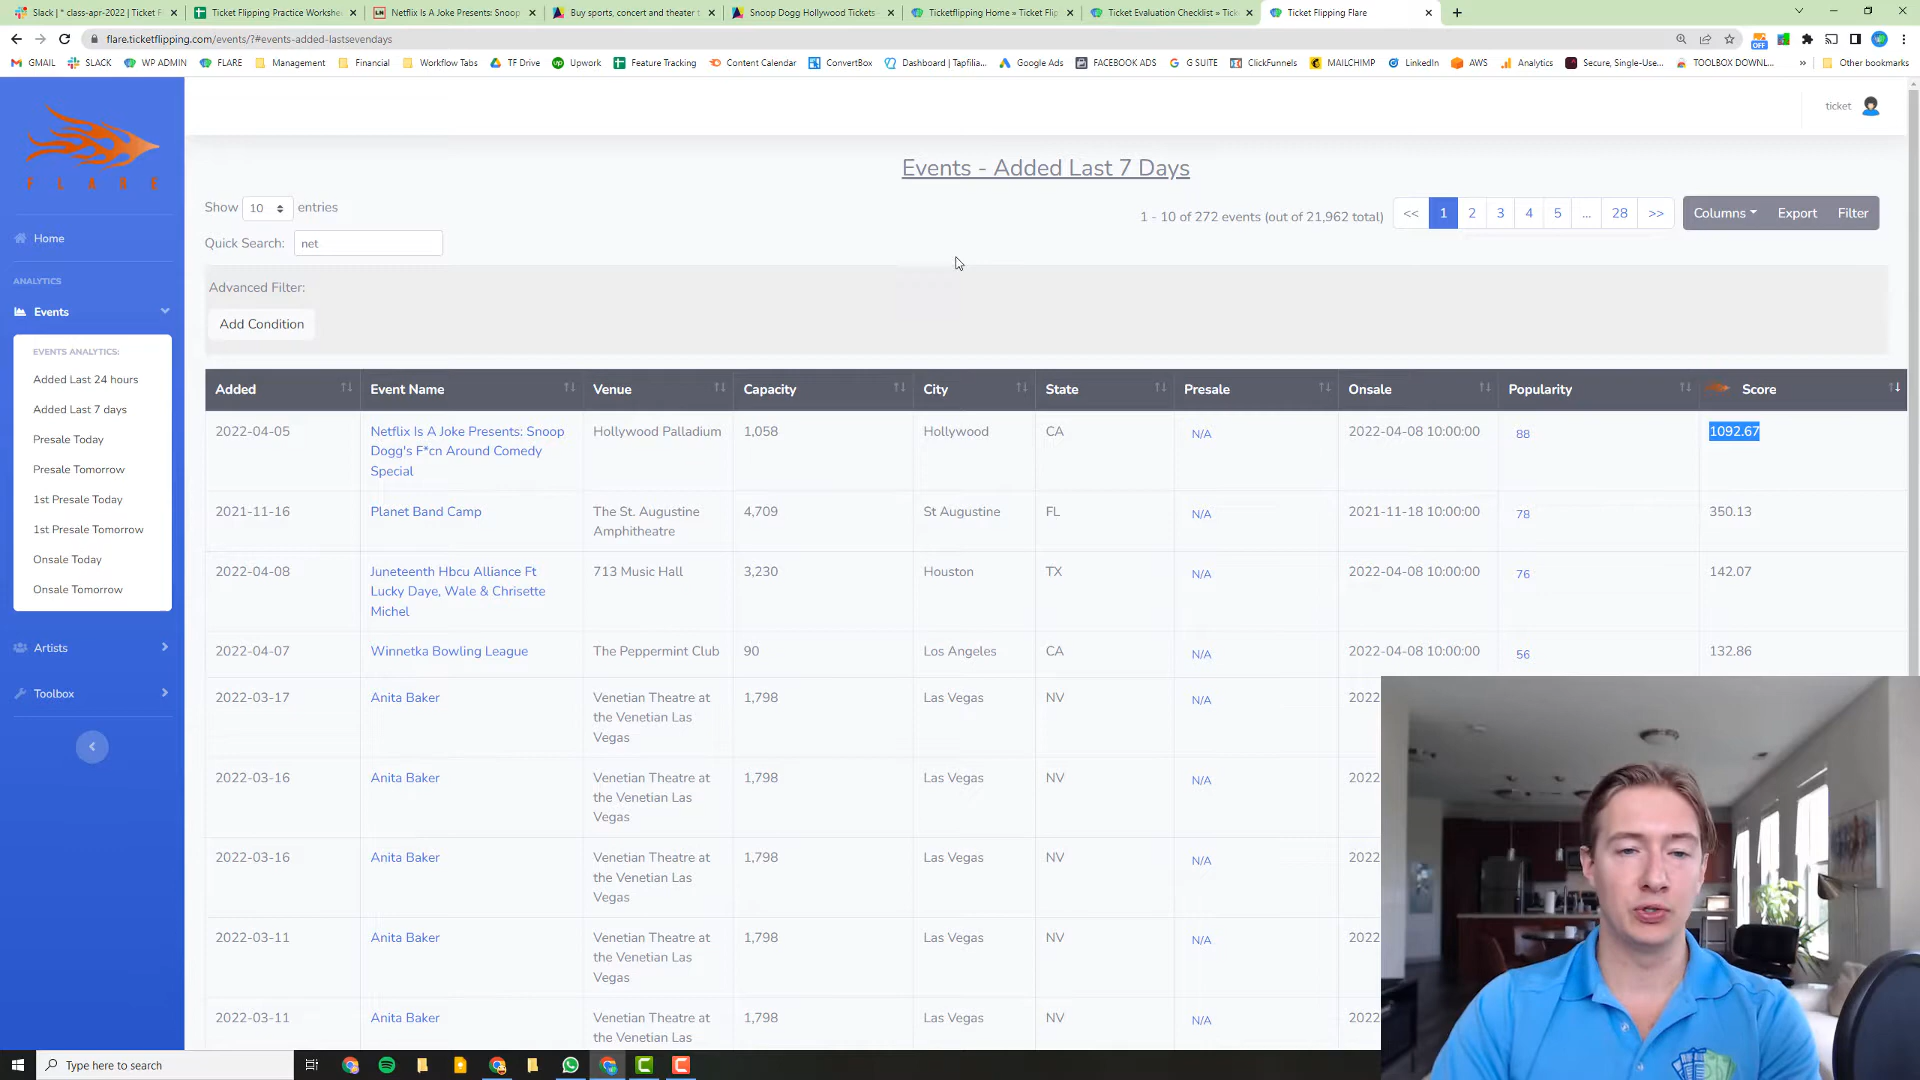 Slack | * class-apr-2022 | Ticket F
Ticket Flipping Practice Workshe
Netflix Is A Joke Presents: Snoop
Buy sports, concert and theater t
Snoop Dogg Hollywood Tickets -
Ticketflipping Home » Ticket Flip
Ticket Evaluation Checklist » Tick
Ticket Flipping Flare
flare.ticketflipping.com/events/?#events-added-lastsevendays
OFF
GMAIL
SLACK
WP ADMIN
FLARE
Management
Financial
Workflow Tabs
TF Drive
Upwork
Feature Tracking
Content Calendar
ConvertBox
Dashboard | Tapfilia...
Google Ads
FACEBOOK ADS
G SUITE
ClickFunnels
MAILCHIMP
LinkedIn
AWS
Analytics
Secure, Single-Use...
TOOLBOX DOWNL...
Other bookmarks
FLARE
ticket
Events - Added Last 7 Days
Show 10 entries
1 - 10 of 272 events (out of 21,962 total)
<< 1 2 3 4 5 ... 28 >>
Columns Export Filter
Quick Search: net
Advanced Filter:
Add Condition
Home
ANALYTICS
Events
EVENTS ANALYTICS:
Added Last 24 hours
Added Last 7 days
Presale Today
Presale Tomorrow
1st Presale Today
1st Presale Tomorrow
Onsale Today
Onsale Tomorrow
Artists
Toolbox
Added Event Name Venue Capacity City State Presale Onsale Popularity Score
2022-04-05 Netflix Is A Joke Presents: Snoop Hollywood Palladium 1,058 Hollywood CA N/A 2022-04-08 10:00:00 88 1092.67
Dogg's F*cn Around Comedy
Special
2021-11-16 Planet Band Camp The St. Augustine 4,709 St Augustine FL N/A 2021-11-18 10:00:00 78 350.13
Amphitheatre
2022-04-08 Juneteenth Hbcu Alliance Ft 713 Music Hall 3,230 Houston TX N/A 2022-04-08 10:00:00 76 142.07
Lucky Daye, Wale & Chrisette
Michel
2022-04-07 Winnetka Bowling League The Peppermint Club 90 Los Angeles CA N/A 2022-04-08 10:00:00 56 132.86
2022-03-17 Anita Baker Venetian Theatre at 1,798 Las Vegas NV N/A 2022
the Venetian Las
Vegas
2022-03-16 Anita Baker Venetian Theatre at 1,798 Las Vegas NV N/A 2022
the Venetian Las
Vegas
2022-03-16 Anita Baker Venetian Theatre at 1,798 Las Vegas NV N/A 2022
the Venetian Las
Vegas
2022-03-11 Anita Baker Venetian Theatre at 1,798 Las Vegas NV N/A 2022
the Venetian Las
Vegas
2022-03-11 Anita Baker Venetian Theatre at 1,798 Las Vegas NV N/A 2022
the Venetian Las
Type here to search